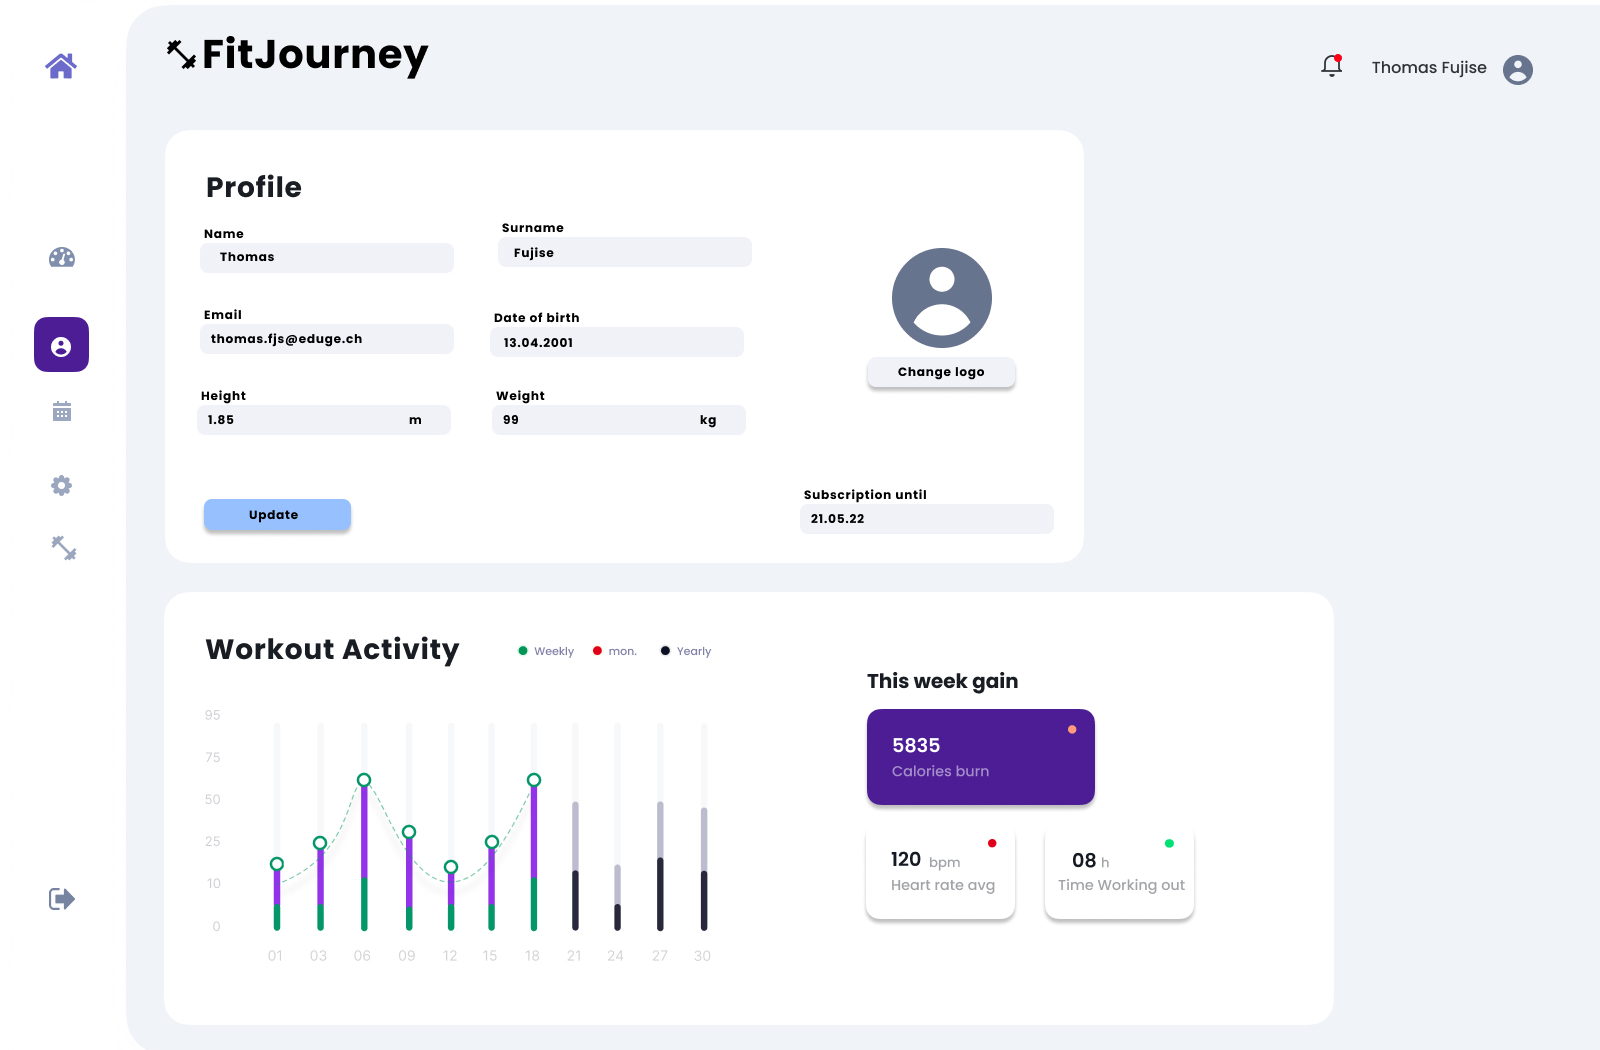 FitJourney
Thomas Fujise
Profile
Name
Surname
Thomas
Fujise
Email
Date of birth
thomas.fjs@eduge.ch
13.04.2001
Change logo
Height
Weight
1.85 m
99 kg
Subscription until
21.05.22
Update
Workout Activity
Weekly mon. Yearly
This week gain
95
75
50
25
10
0
01 03 06 09 12 15 18 21 24 27 30
5835
Calories burn
120 bpm
Heart rate avg
08 h
Time Working out